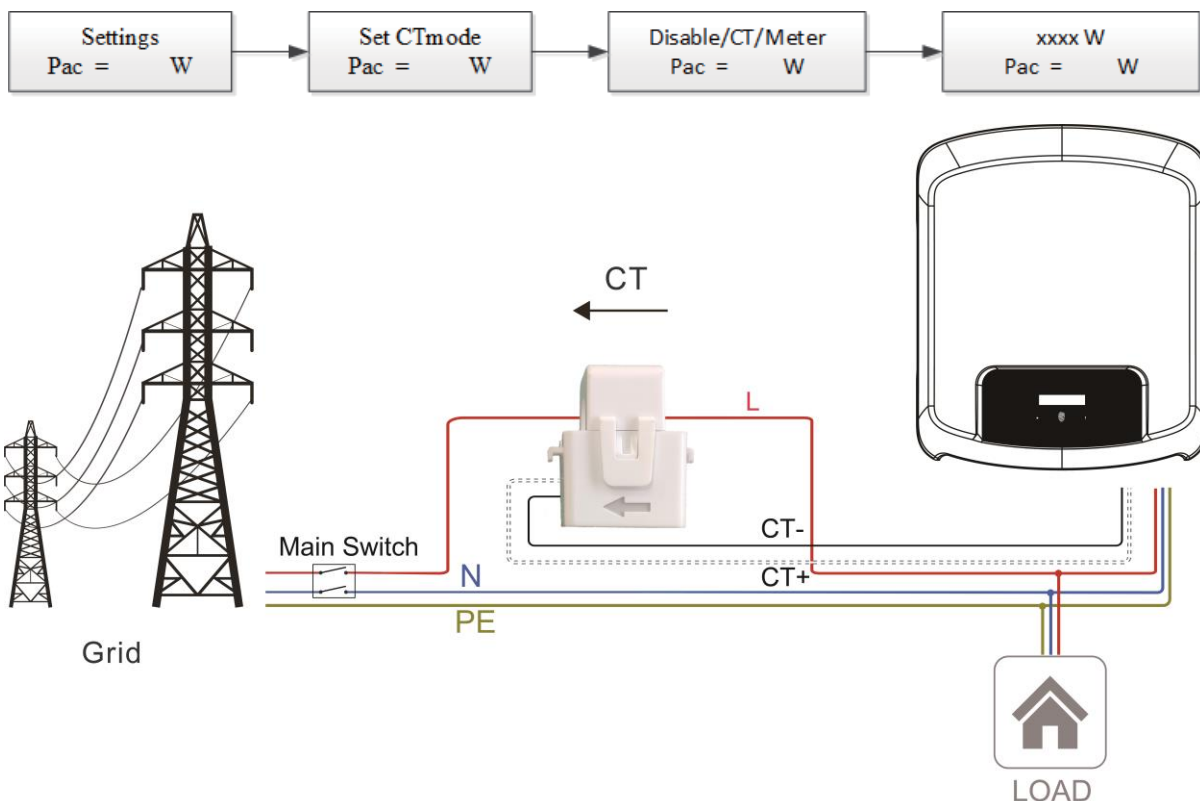 Settings
Pac = W
Set CTmode
Pac = W
Disable/CT/Meter
Pac = W
xxxx W
Pac = W
CT
L
CT-
Main Switch
N
CT+
PE
Grid
LOAD